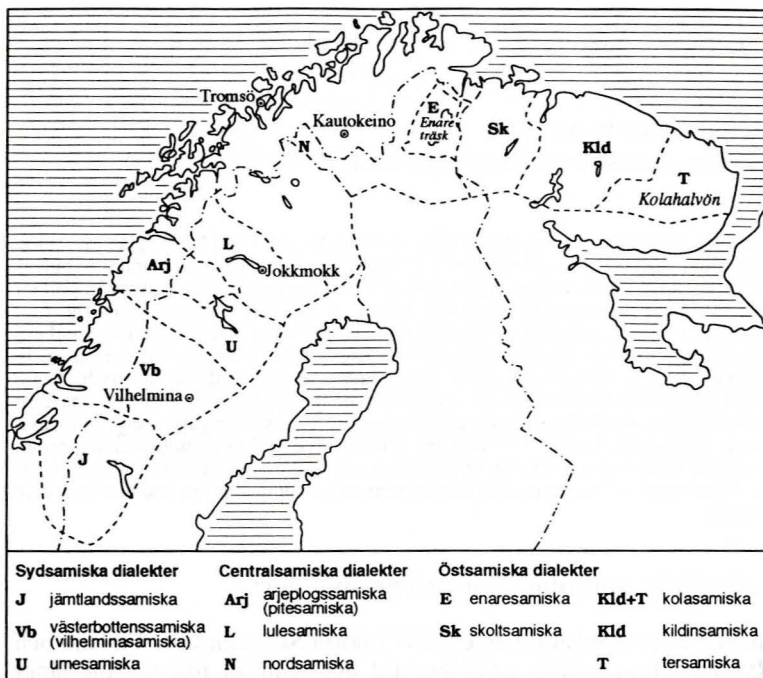 Tromsö
Kautokeino
E
Enare
träsk
N
Sk
Kld
T
Kolahalvön
L
Arj
Jokkmokk
U
Vb
Vilhelmina
J
Sydsamiska dialekter
J jämtlandssamiska
Vb västerbottenssamiska
(vilhelminasamiska)
U umesamiska
Centralsamiska dialekter
Arj arjeplogssamiska
(pitesamiska)
L lulesamiska
N nordsamiska
Östsamiska dialekter
E enaresamiska
Sk skoltsamiska
Kld+T kolasamiska
Kld kildinsamiska
T tersamiska